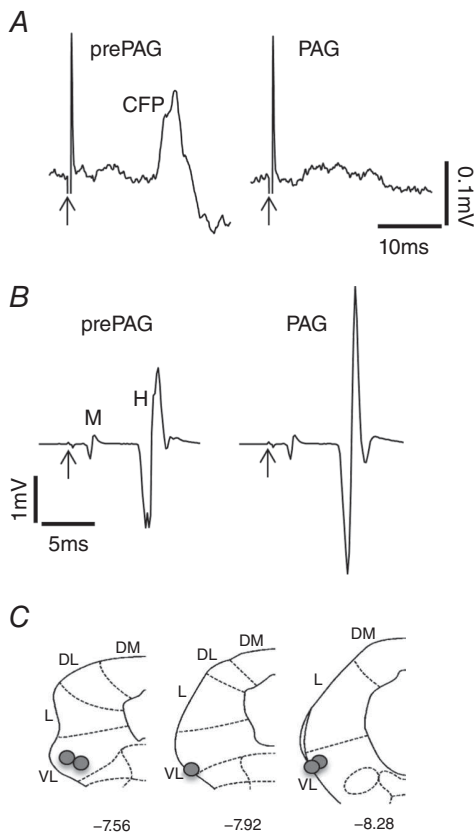 A
prePAG PAG
CFP
0.1mV
10ms
B
prePAG PAG
M H
1mV
5ms
C
DL DM L VL
DL DM L VL
DM L VL
−7.56 −7.92 −8.28